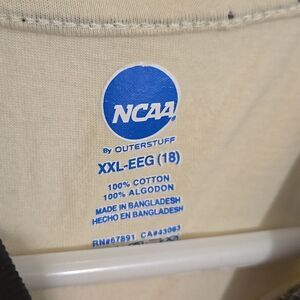 NCAA
By OUTERSTUFF
XXL-EEG (18)
100% COTTON
100% ALGODON
MADE IN BANGLADESH
HECHO EN BANGLADESH
RN#67891 CA#43063